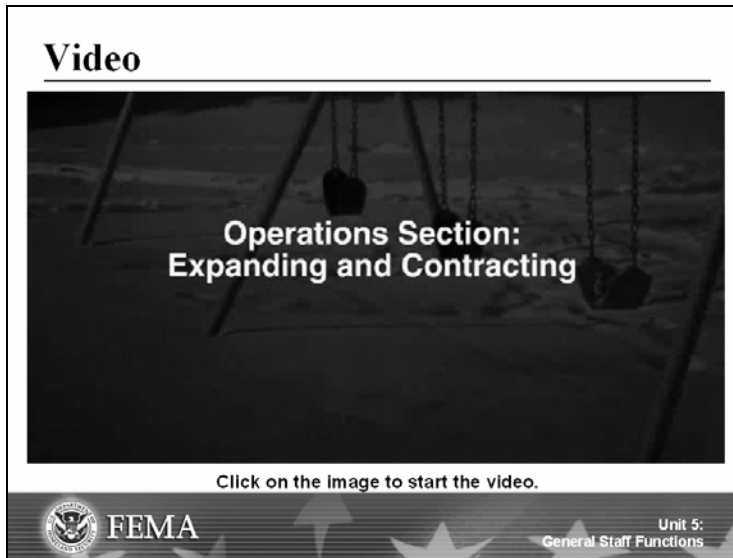 Video
Operations Section:
Expanding and Contracting
Click on the image to start the video.
FEMA
Unit 5:
General Staff Functions